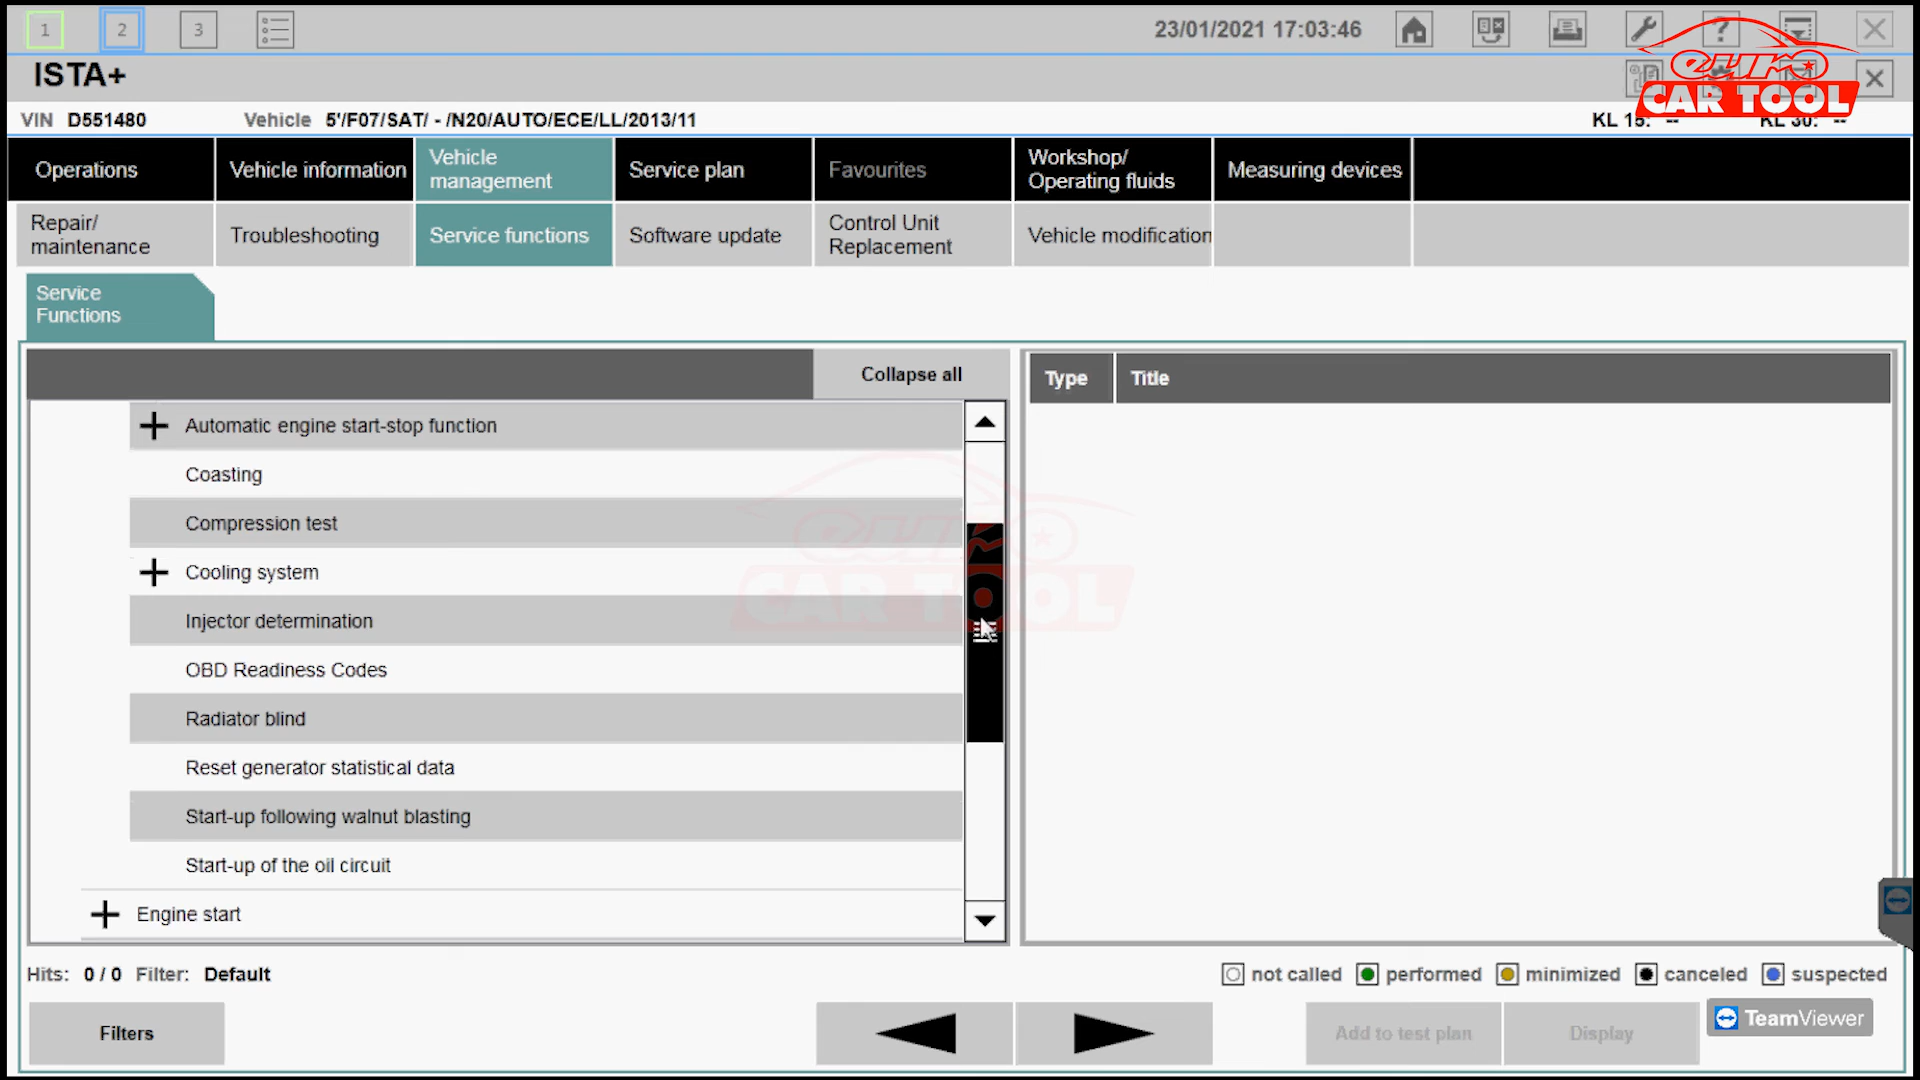 1
2
3
23/01/2021 17:03:46
?
ISTA+
euro
CAR TOOL
VIN D551480
Vehicle 5'/F07/SAT/ - /N20/AUTO/ECE/LL/2013/11
KL 15: --
KL 30: --
Operations
Vehicle information
Vehicle
management
Service plan
Favourites
Workshop/
Operating fluids
Measuring devices
Repair/
maintenance
Troubleshooting
Service functions
Software update
Control Unit
Replacement
Vehicle modification
Service
Functions
Collapse all
Type
Title
Automatic engine start-stop function
Coasting
Compression test
Cooling system
Injector determination
OBD Readiness Codes
Radiator blind
Reset generator statistical data
Start-up following walnut blasting
Start-up of the oil circuit
Engine start
euro
CAR TOOL
Hits: 0 / 0 Filter: Default
not called
performed
minimized
canceled
suspected
Filters
Add to test plan
Display
TeamViewer